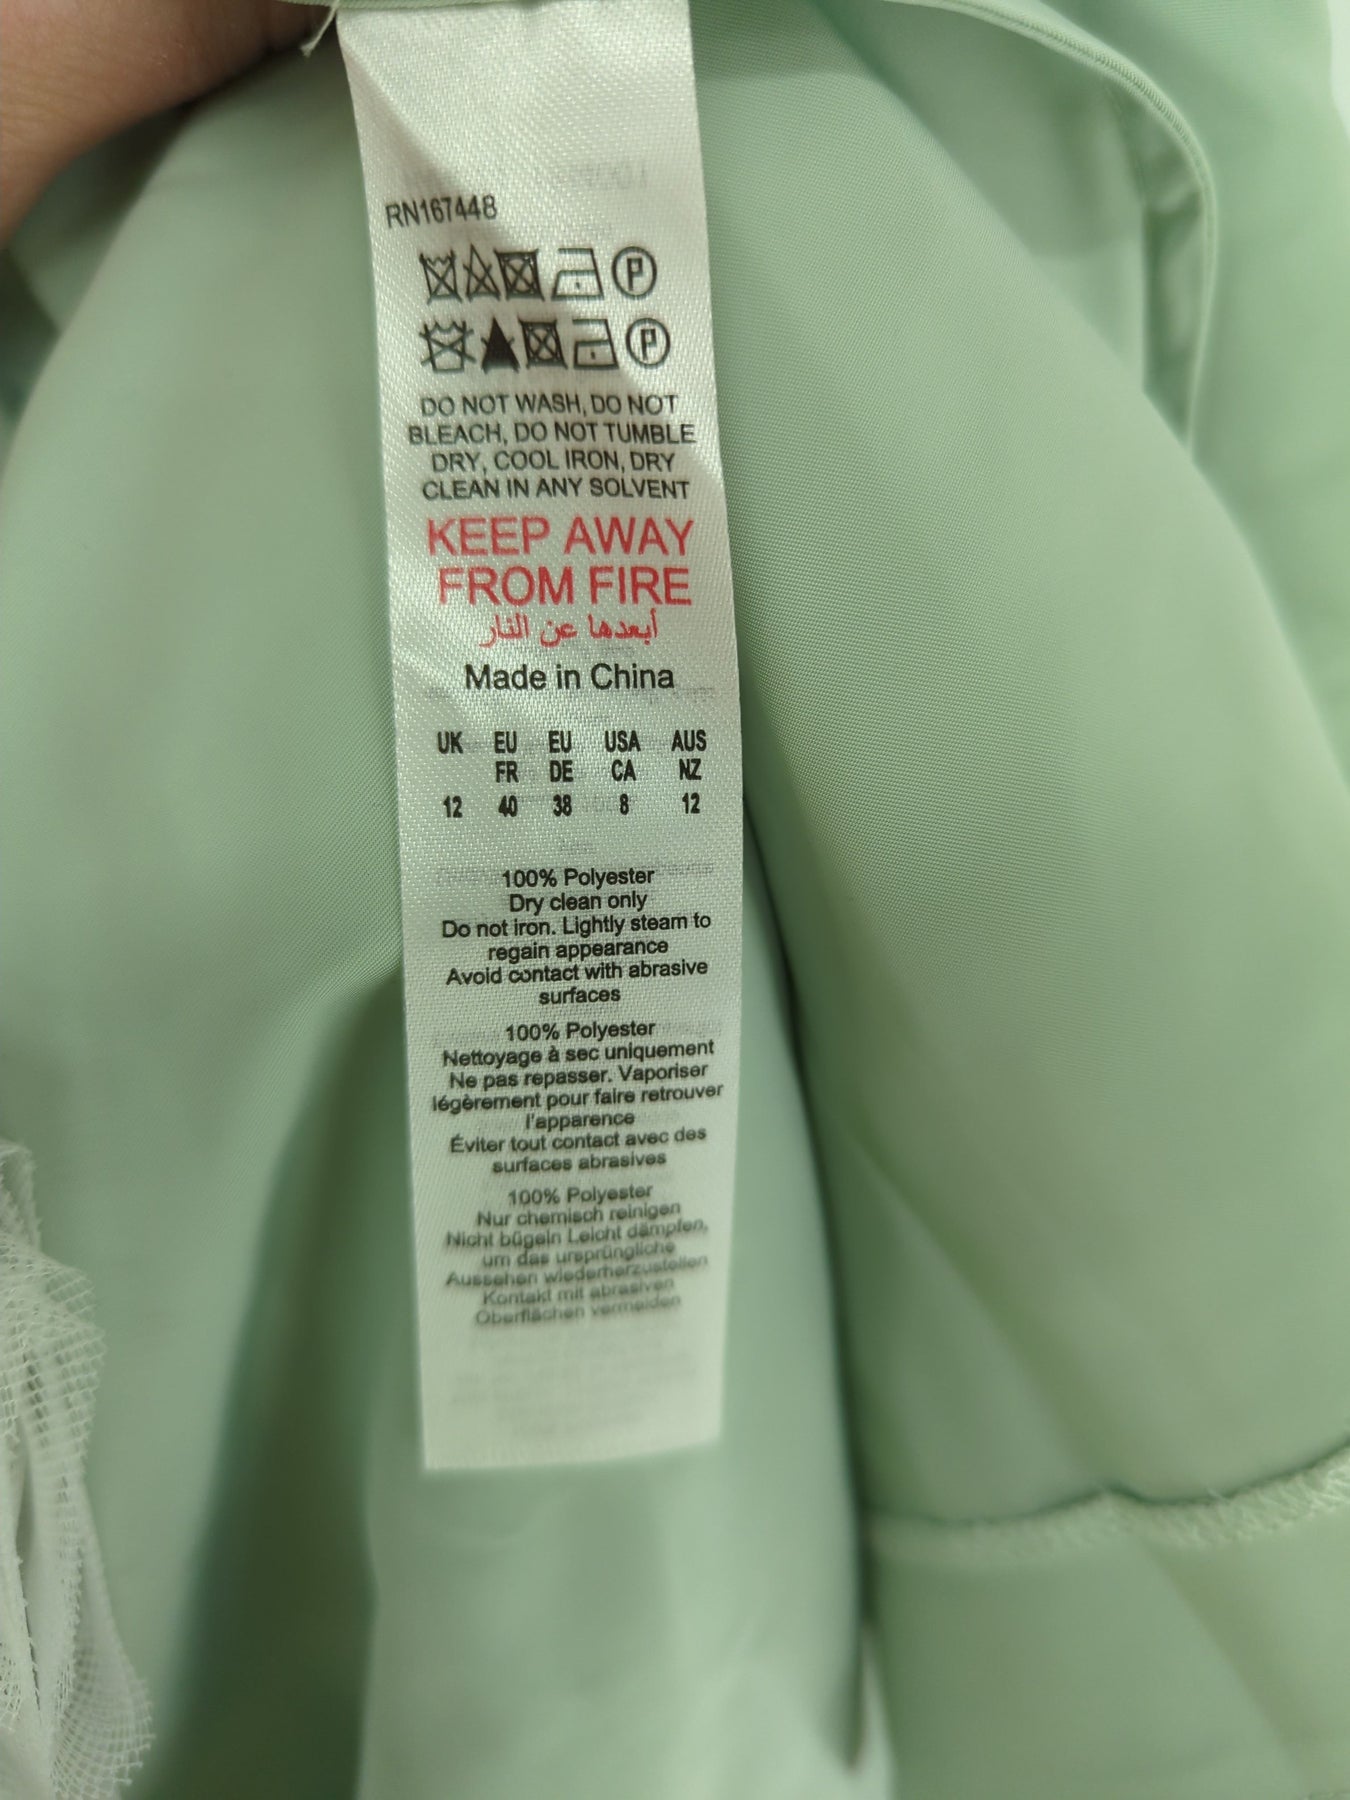 RN167448
P
P
DO NOT WASH, DO NOT
BLEACH, DO NOT TUMBLE
DRY, COOL IRON, DRY
CLEAN IN ANY SOLVENT
KEEP AWAY
FROM FIRE
أبعدها عن النار
Made in China
UK EU EU USA AUS
FR DE CA NZ
12 40 38 8 12
100% Polyester
Dry clean only
Do not iron. Lightly steam to
regain appearance
Avoid contact with abrasive
surfaces
100% Polyester
Nettoyage à sec uniquement
Ne pas repasser. Vaporiser
légèrement pour faire retrouver
l'apparence
Éviter tout contact avec des
surfaces abrasives
100% Polyester
Nur chemisch reinigen
Nicht bügeln Leicht dämpfen,
um das ursprüngliche
Aussehen wiederherzustellen
Kontakt mit abrasiven
Oberflächen vermeiden